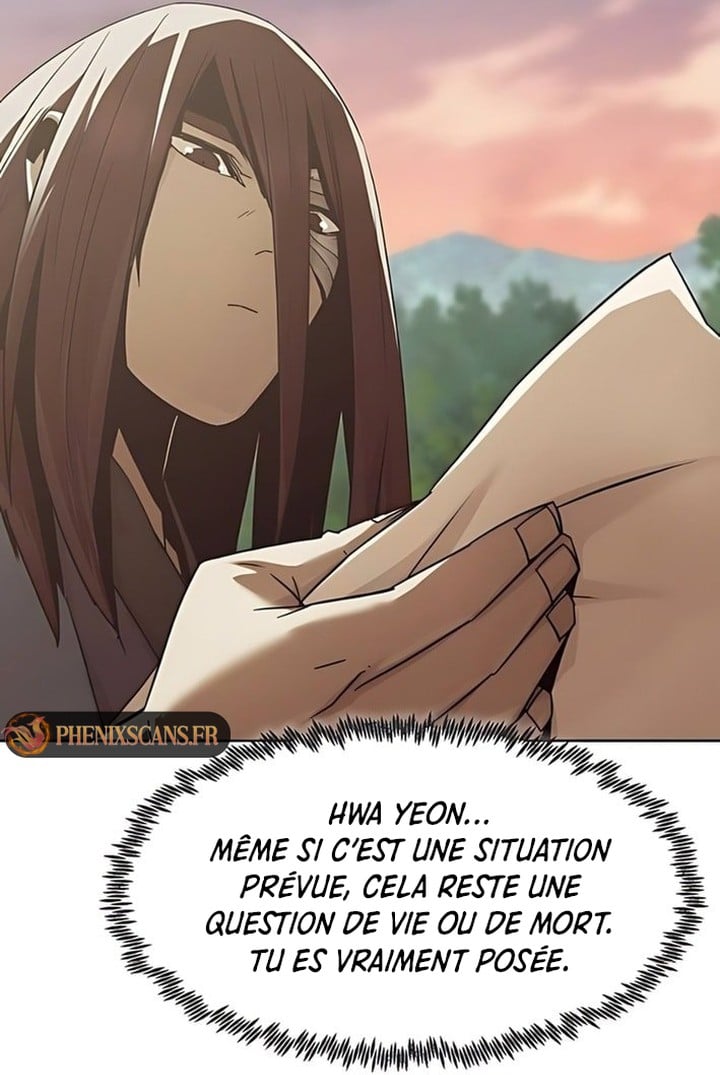 PHENIXSCANS.FR
HWA YEON...
MÊME SI C'EST UNE SITUATION
PRÉVUE, CELA RESTE UNE
QUESTION DE VIE OU DE MORT.
TU ES VRAIMENT POSÉE.